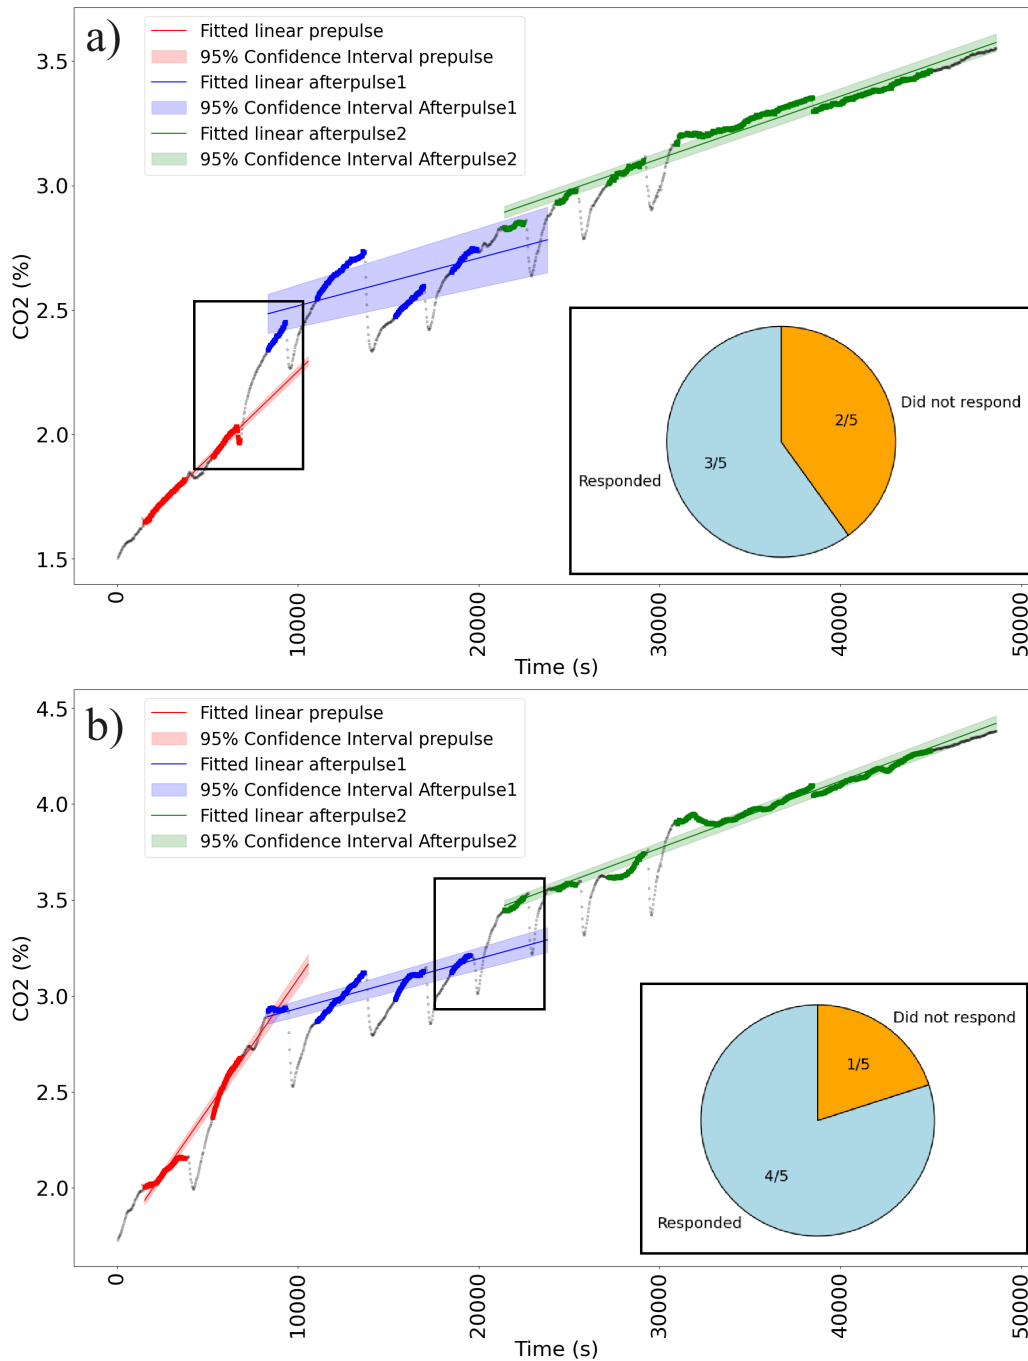 a)
Fitted linear prepulse
95% Confidence Interval prepulse
Fitted linear afterpulse1
95% Confidence Interval Afterpulse1
Fitted linear afterpulse2
95% Confidence Interval Afterpulse2
CO2 (%)
3.5
3.0
2.5
2.0
1.5
Did not respond
2/5
3/5
Responded
0
10000
20000
30000
40000
50000
Time (s)
b)
Fitted linear prepulse
95% Confidence Interval prepulse
Fitted linear afterpulse1
95% Confidence Interval Afterpulse1
Fitted linear afterpulse2
95% Confidence Interval Afterpulse2
CO2 (%)
4.5
4.0
3.5
3.0
2.5
2.0
Did not respond
1/5
4/5
Responded
0
10000
20000
30000
40000
50000
Time (s)